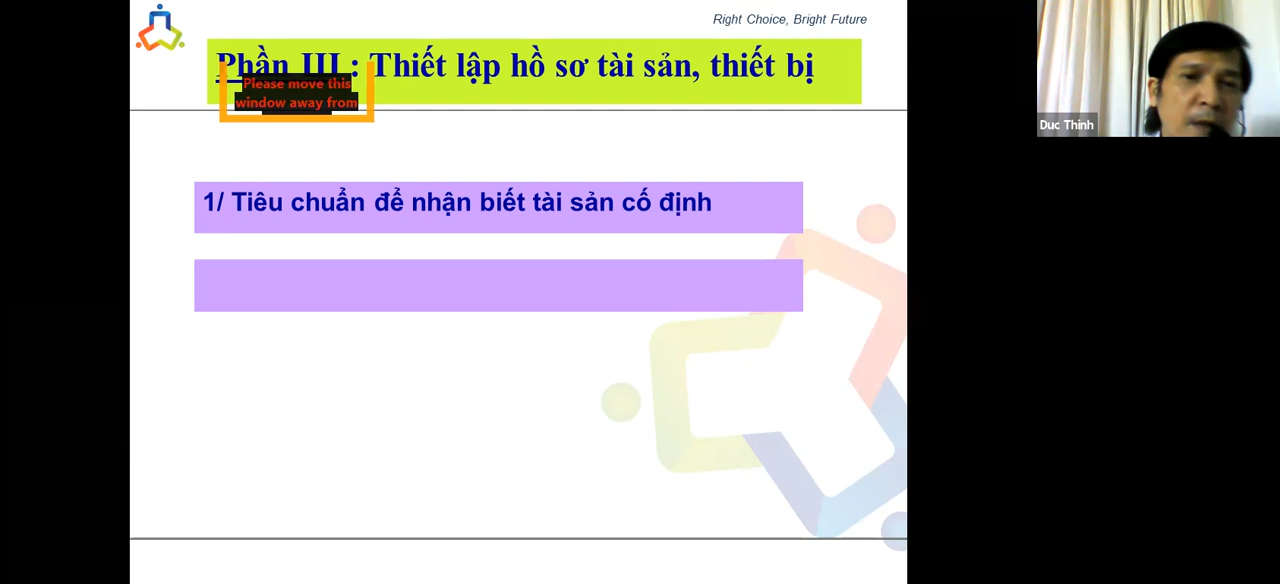 Right Choice, Bright Future
Phần III : Thiết lập hồ sơ tài sản, thiết bị
Please move this
window away from
1/ Tiêu chuẩn để nhận biết tài sản cố định
Duc Thinh